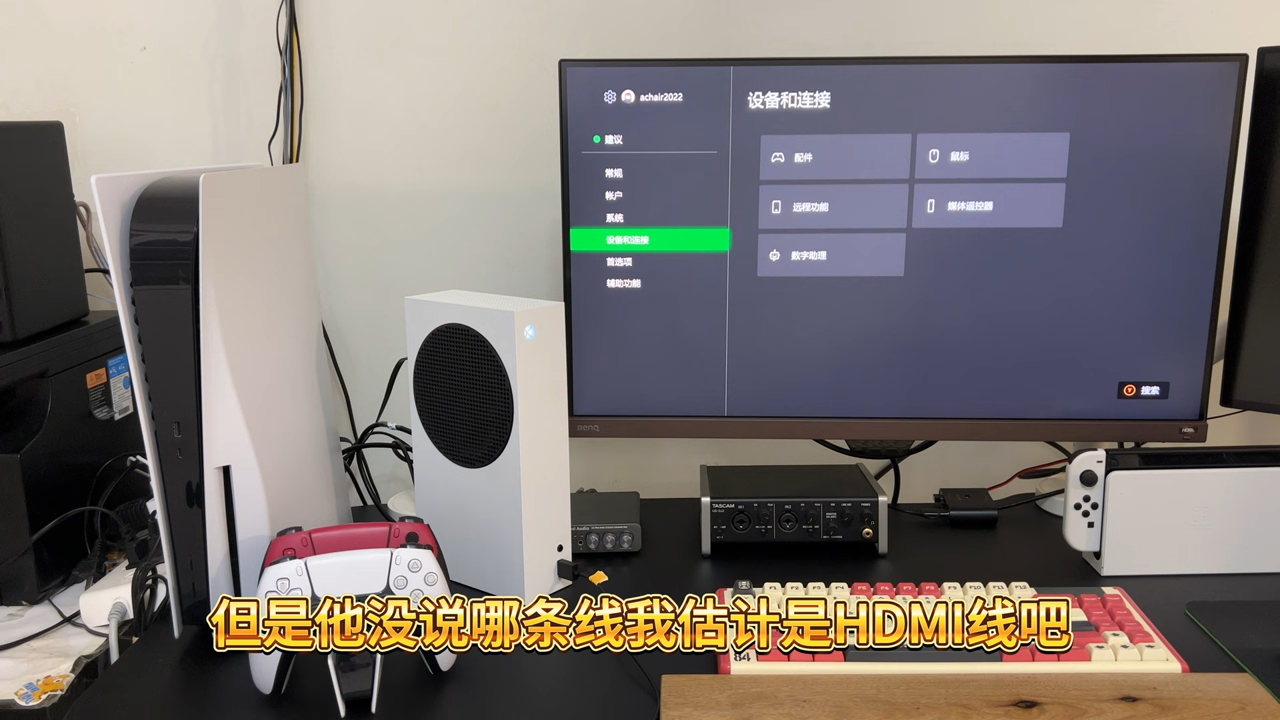 achair2022
建议
常规
帐户
系统
设备和连接
首选项
辅助功能
设备和连接
配件
鼠标
远程功能
媒体遥控器
数字助理
Y 搜索
BenQ
TASCAM
但是他没说哪条线我估计是HDMI线吧